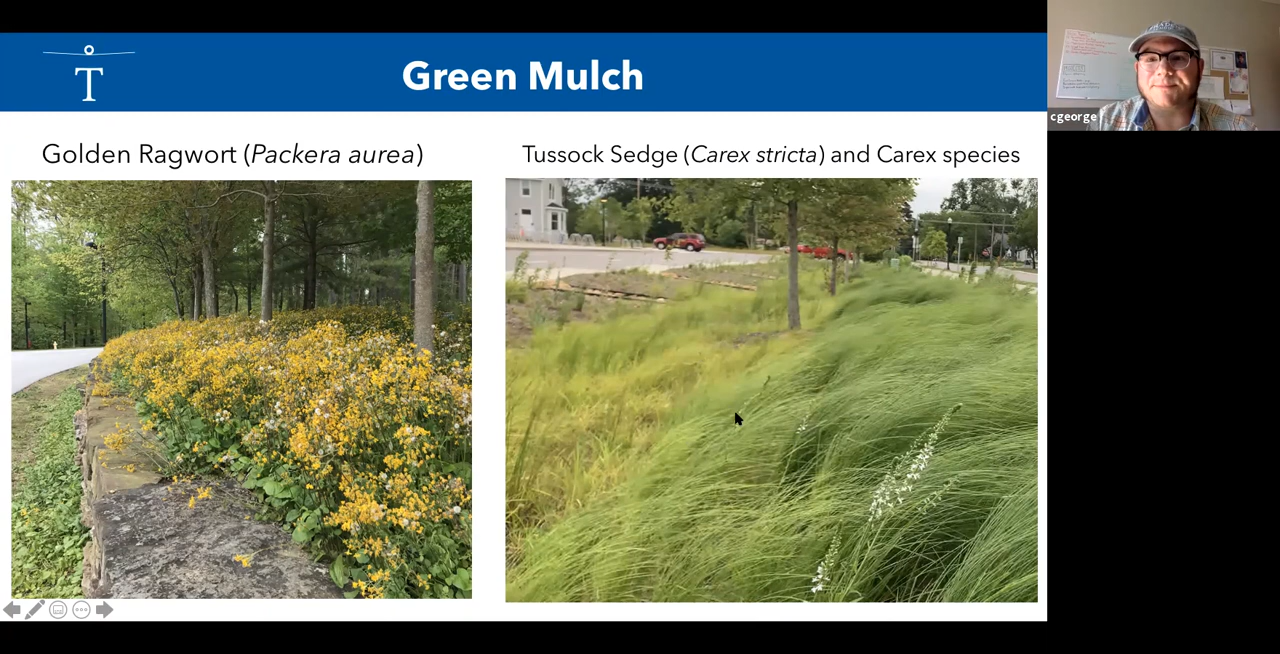 T
Green Mulch
cgeorge
Golden Ragwort (Packera aurea)
Tussock Sedge (Carex stricta) and Carex species